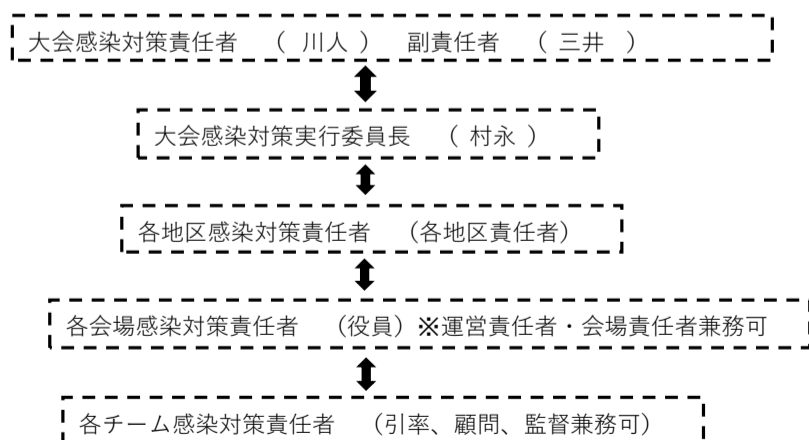 大会感染対策責任者　（ 川人 ）　副責任者　（ 三井　）
大会感染対策実行委員長　（ 村永 ）
各地区感染対策責任者　（各地区責任者）
各会場感染対策責任者　（役員）※運営責任者・会場責任者兼務可
各チーム感染対策責任者　（引率、顧問、監督兼務可）